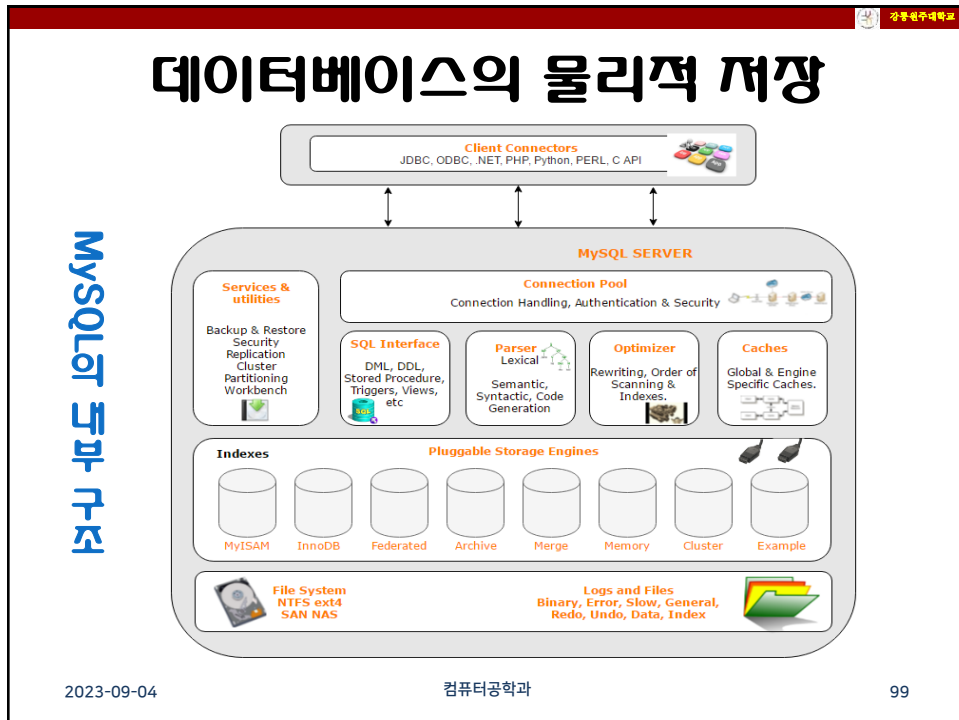 강릉원주대학교
데이터베이스의 물리적 저장
Client Connectors
JDBC, ODBC, .NET, PHP, Python, PERL, C API
MySQL의 내부 구조
MySQL SERVER
Services &
utilities
Backup & Restore
Security
Replication
Cluster
Partitioning
Workbench
Connection Pool
Connection Handling, Authentication & Security
SQL Interface
DML, DDL,
Stored Procedure,
Triggers, Views,
etc
SQL
Parser
Lexical
Semantic,
Syntactic, Code
Generation
Optimizer
Rewriting, Order of
Scanning &
Indexes.
Caches
Global & Engine
Specific Caches.
Indexes
Pluggable Storage Engines
MyISAM
InnoDB
Federated
Archive
Merge
Memory
Cluster
Example
File System
NTFS ext4
SAN NAS
Logs and Files
Binary, Error, Slow, General,
Redo, Undo, Data, Index
2023-09-04
컴퓨터공학과
99